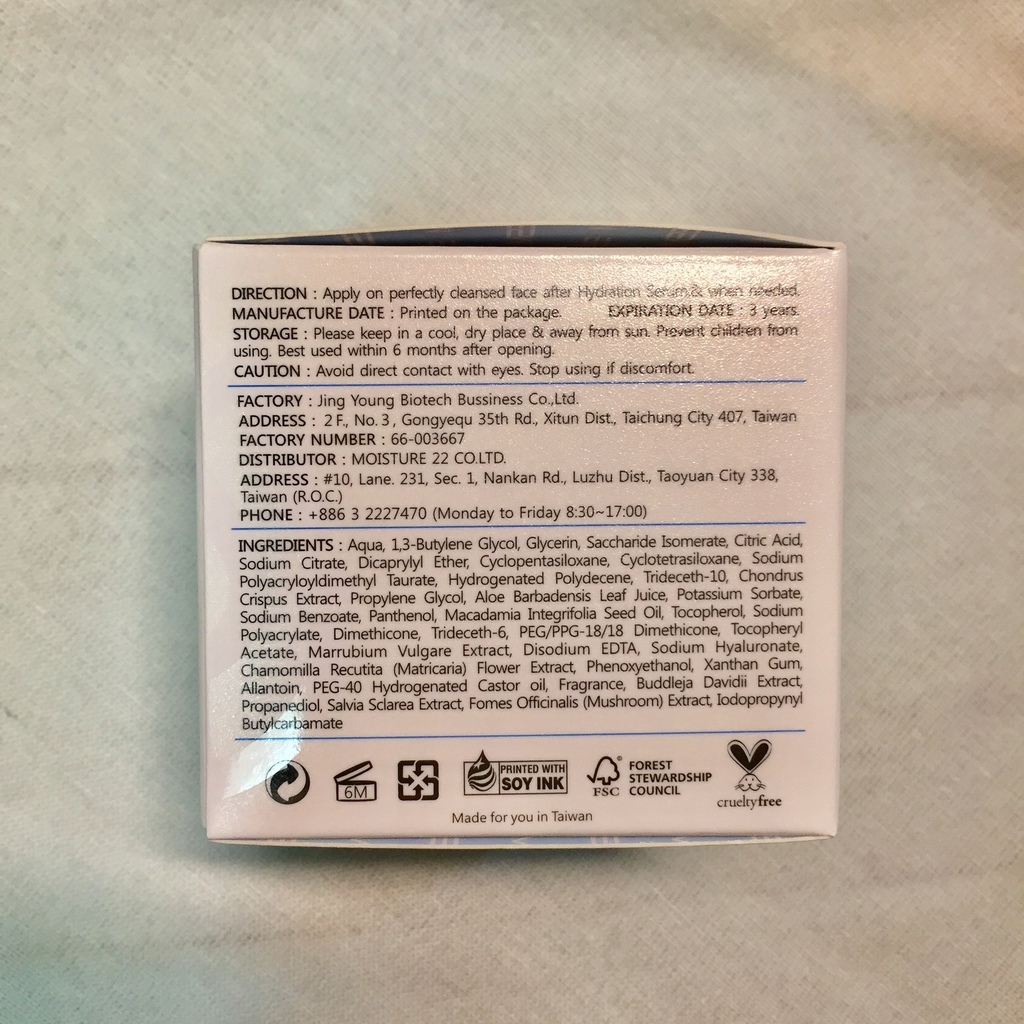 DIRECTION : Apply on perfectly cleansed face after Hydration Serum & when needed.
MANUFACTURE DATE : Printed on the package. EXPIRATION DATE : 3 years.
STORAGE : Please keep in a cool, dry place & away from sun. Prevent children from
using. Best used within 6 months after opening.
CAUTION : Avoid direct contact with eyes. Stop using if discomfort.
FACTORY : Jing Young Biotech Bussiness Co.,Ltd.
ADDRESS : 2 F., No. 3 , Gongyequ 35th Rd., Xitun Dist., Taichung City 407, Taiwan
FACTORY NUMBER : 66-003667
DISTRIBUTOR : MOISTURE 22 CO.LTD.
ADDRESS : #10, Lane. 231, Sec. 1, Nankan Rd., Luzhu Dist., Taoyuan City 338,
Taiwan (R.O.C.)
PHONE : +886 3 2227470 (Monday to Friday 8:30~17:00)
INGREDIENTS : Aqua, 1,3-Butylene Glycol, Glycerin, Saccharide Isomerate, Citric Acid,
Sodium Citrate, Dicaprylyl Ether, Cyclopentasiloxane, Cyclotetrasiloxane, Sodium
Polyacryloyldimethyl Taurate, Hydrogenated Polydecene, Trideceth-10, Chondrus
Crispus Extract, Propylene Glycol, Aloe Barbadensis Leaf Juice, Potassium Sorbate,
Sodium Benzoate, Panthenol, Macadamia Integrifolia Seed Oil, Tocopherol, Sodium
Polyacrylate, Dimethicone, Trideceth-6, PEG/PPG-18/18 Dimethicone, Tocopheryl
Acetate, Marrubium Vulgare Extract, Disodium EDTA, Sodium Hyaluronate,
Chamomilla Recutita (Matricaria) Flower Extract, Phenoxyethanol, Xanthan Gum,
Allantoin, PEG-40 Hydrogenated Castor oil, Fragrance, Buddleja Davidii Extract,
Propanediol, Salvia Sclarea Extract, Fomes Officinalis (Mushroom) Extract, Iodopropynyl
Butylcarbamate
6M
PRINTED WITH
SOY INK
FSC
FOREST
STEWARDSHIP
COUNCIL
crueltyfree
Made for you in Taiwan